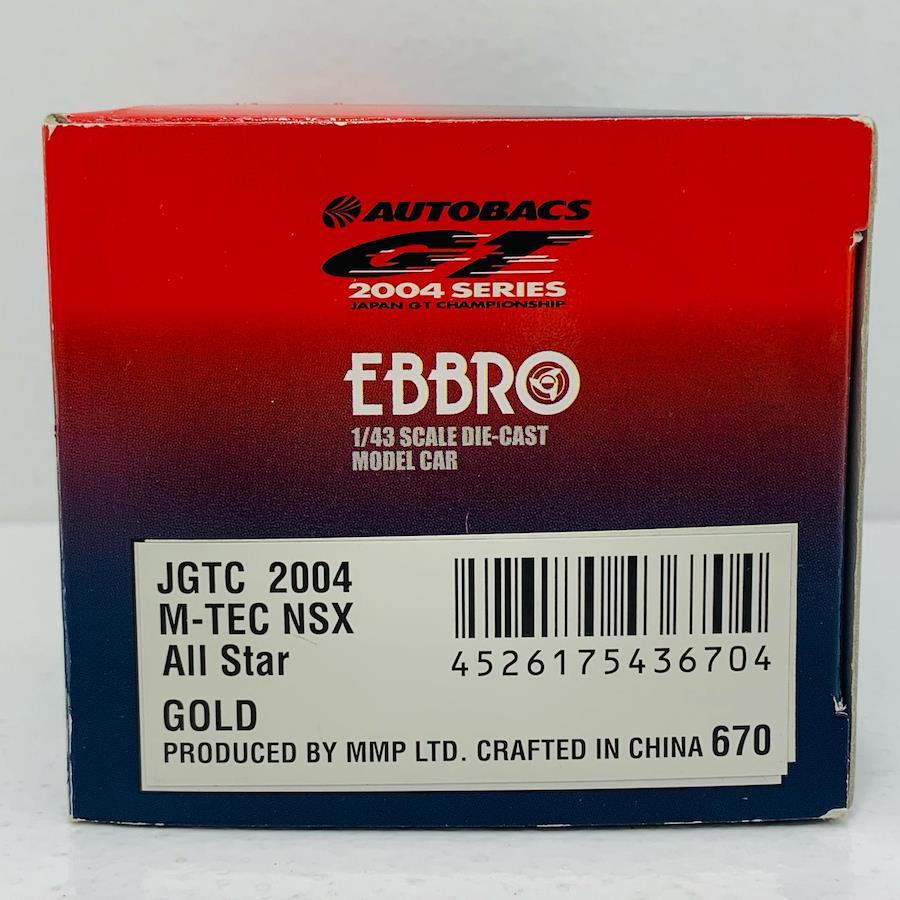 AUTOBACS
GT
2004 SERIES
JAPAN GT CHAMPIONSHIP
EBBRO
1/43 SCALE DIE-CAST
MODEL CAR
JGTC 2004
M-TEC NSX
All Star
4526175436704
GOLD
PRODUCED BY MMP LTD. CRAFTED IN CHINA 670